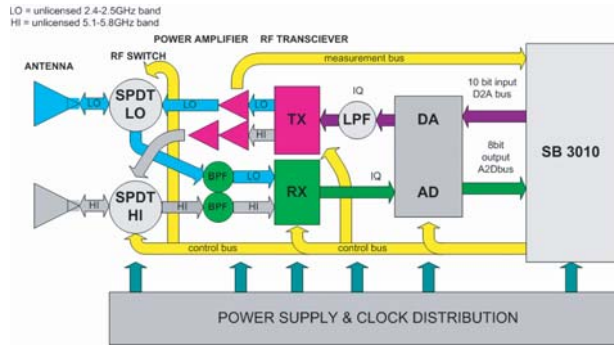 LO = unlicensed 2.4-2.5GHz band
HI = unlicensed 5.1-5.8GHz band
POWER AMPLIFIER
RF TRANSCIEVER
RF SWITCH
measurement bus
ANTENNA
LO
SPDT
LO
LO
LO
TX
IQ
LPF
DA
10 bit input
D2A bus
SB 3010
HI
BPF
LO
RX
IQ
AD
8bit
output
A2Dbus
HI
SPDT
HI
HI
BPF
HI
control bus
control bus
POWER SUPPLY & CLOCK DISTRIBUTION